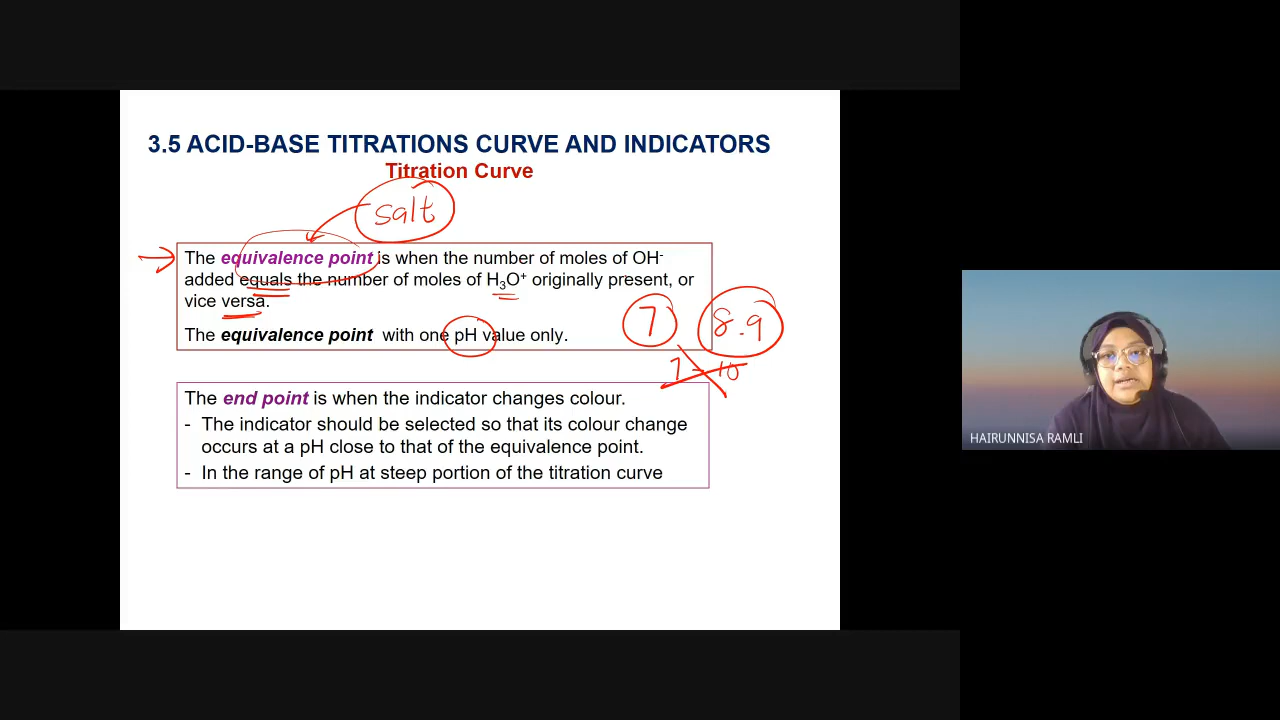 3.5 ACID-BASE TITRATIONS CURVE AND INDICATORS
Titration Curve
salt
The equivalence point is when the number of moles of OH⁻
added equals the number of moles of H₃O⁺ originally present, or
vice versa.
The equivalence point with one pH value only.
7
8.9
7 - 10
The end point is when the indicator changes colour.
- The indicator should be selected so that its colour change
occurs at a pH close to that of the equivalence point.
- In the range of pH at steep portion of the titration curve
HAIRUNNISA RAMLI